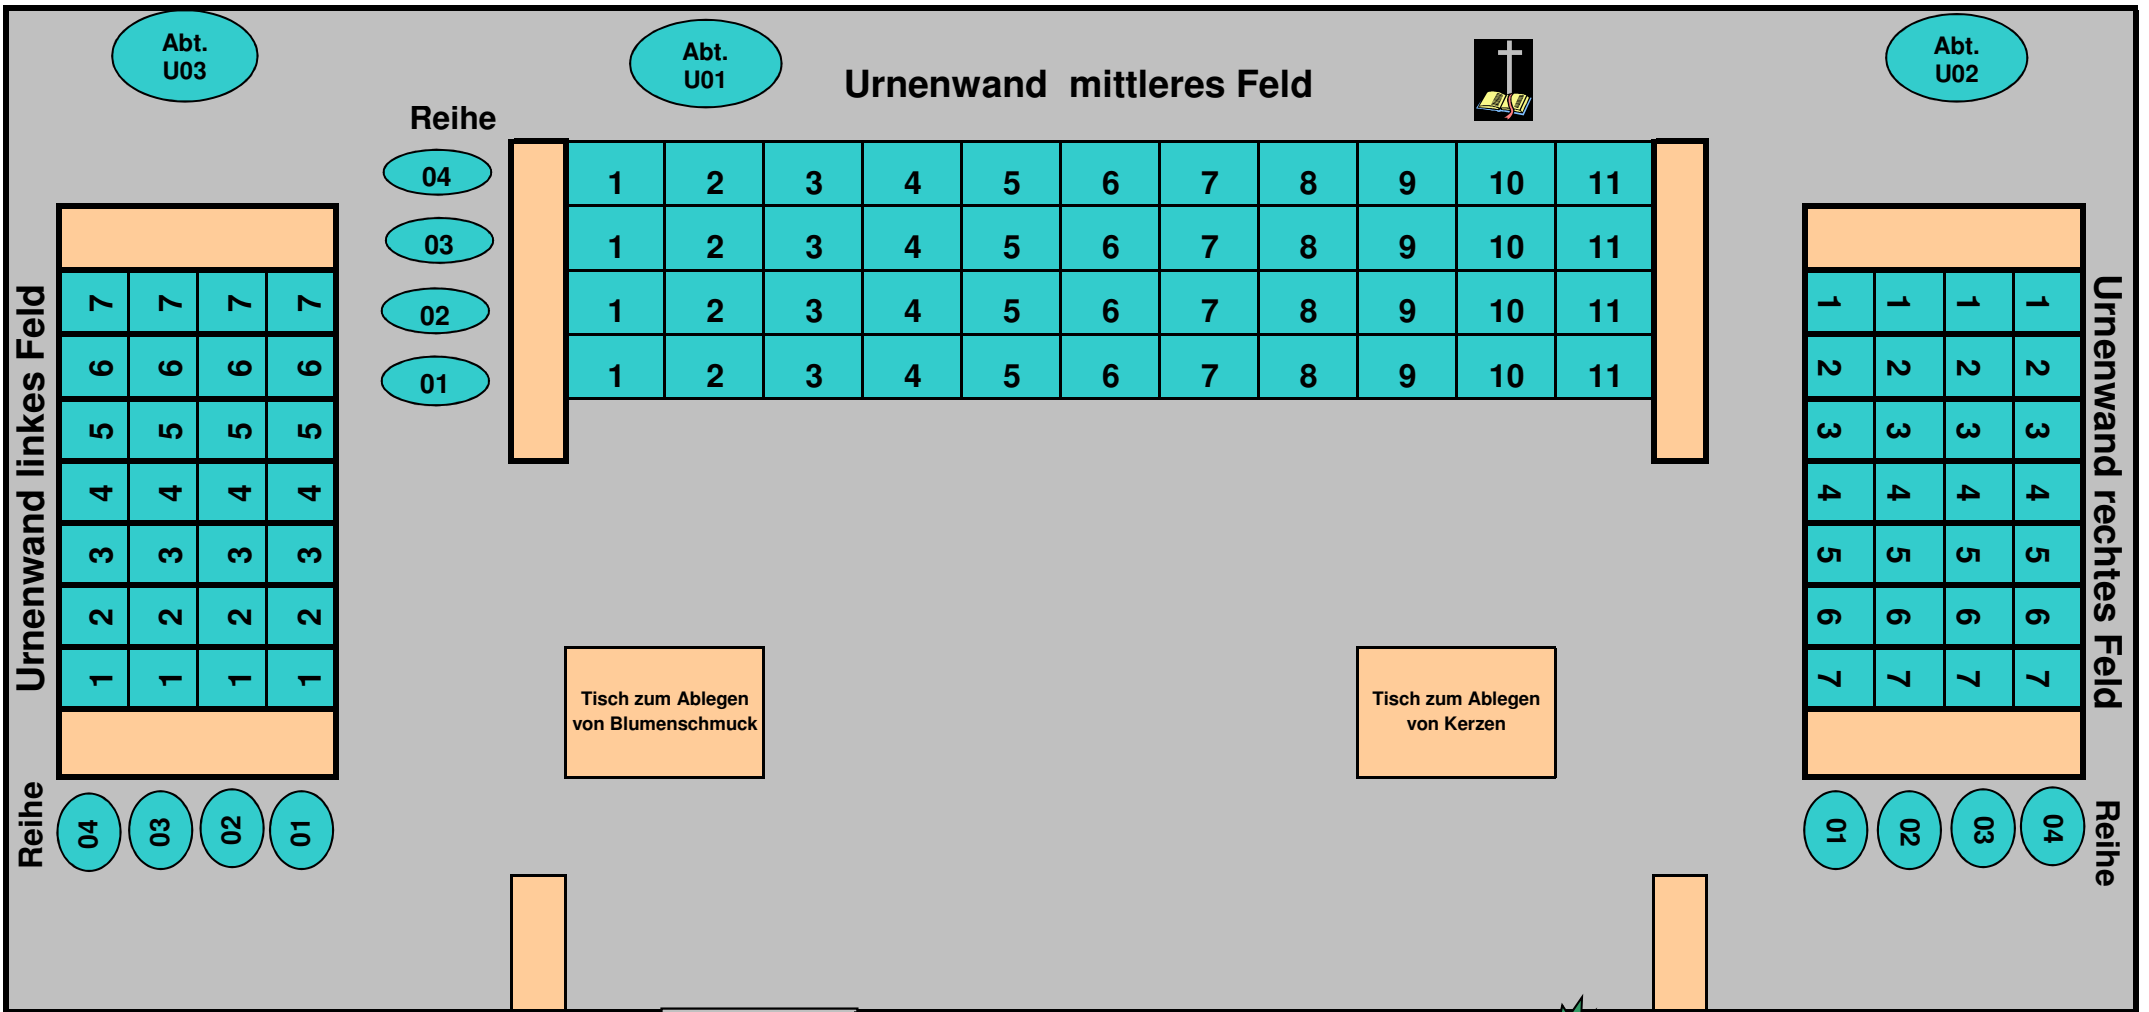 Abt.
U03
Abt.
U01
Urnenwand mittleres Feld
Abt.
U02
Reihe
04
1 2 3 4 5 6 7 8 9 10 11
03
1 2 3 4 5 6 7 8 9 10 11
02
1 2 3 4 5 6 7 8 9 10 11
01
1 2 3 4 5 6 7 8 9 10 11
Urnenwand linkes Feld
7 7 7 7
6 6 6 6
5 5 5 5
4 4 4 4
3 3 3 3
2 2 2 2
1 1 1 1
Reihe
04 03 02 01
Tisch zum Ablegen
von Blumenschmuck
Tisch zum Ablegen
von Kerzen
Urnenwand rechtes Feld
1 1 1 1
2 2 2 2
3 3 3 3
4 4 4 4
5 5 5 5
6 6 6 6
7 7 7 7
01 02 03 04
Reihe